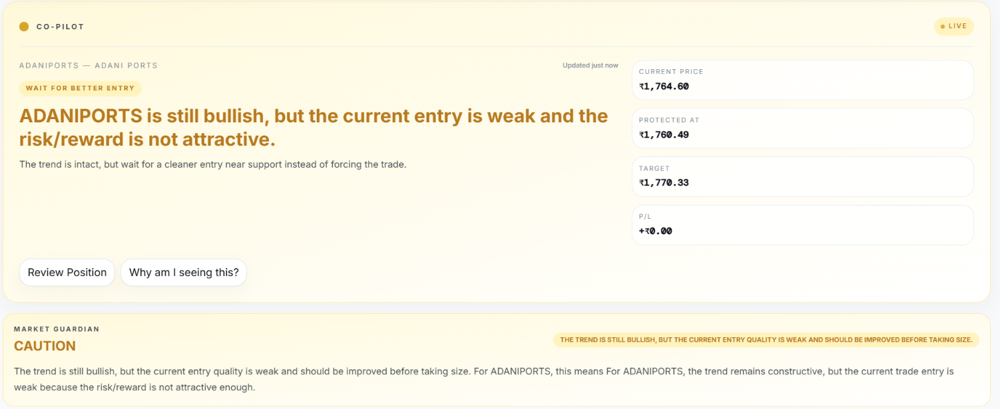 CO-PILOT
LIVE
ADANIPORTS — ADANI PORTS
Updated just now
WAIT FOR BETTER ENTRY
ADANIPORTS is still bullish, but the current entry is weak and the
risk/reward is not attractive.
The trend is intact, but wait for a cleaner entry near support instead of forcing the trade.
CURRENT PRICE
₹1,764.60
PROTECTED AT
₹1,760.49
TARGET
₹1,770.33
P/L
+₹0.00
Review Position
Why am I seeing this?
MARKET GUARDIAN
CAUTION
THE TREND IS STILL BULLISH, BUT THE CURRENT ENTRY QUALITY IS WEAK AND SHOULD BE IMPROVED BEFORE TAKING SIZE.
The trend is still bullish, but the current entry quality is weak and should be improved before taking size. For ADANIPORTS, this means For ADANIPORTS, the trend remains constructive, but the current trade entry is
weak because the risk/reward is not attractive enough.